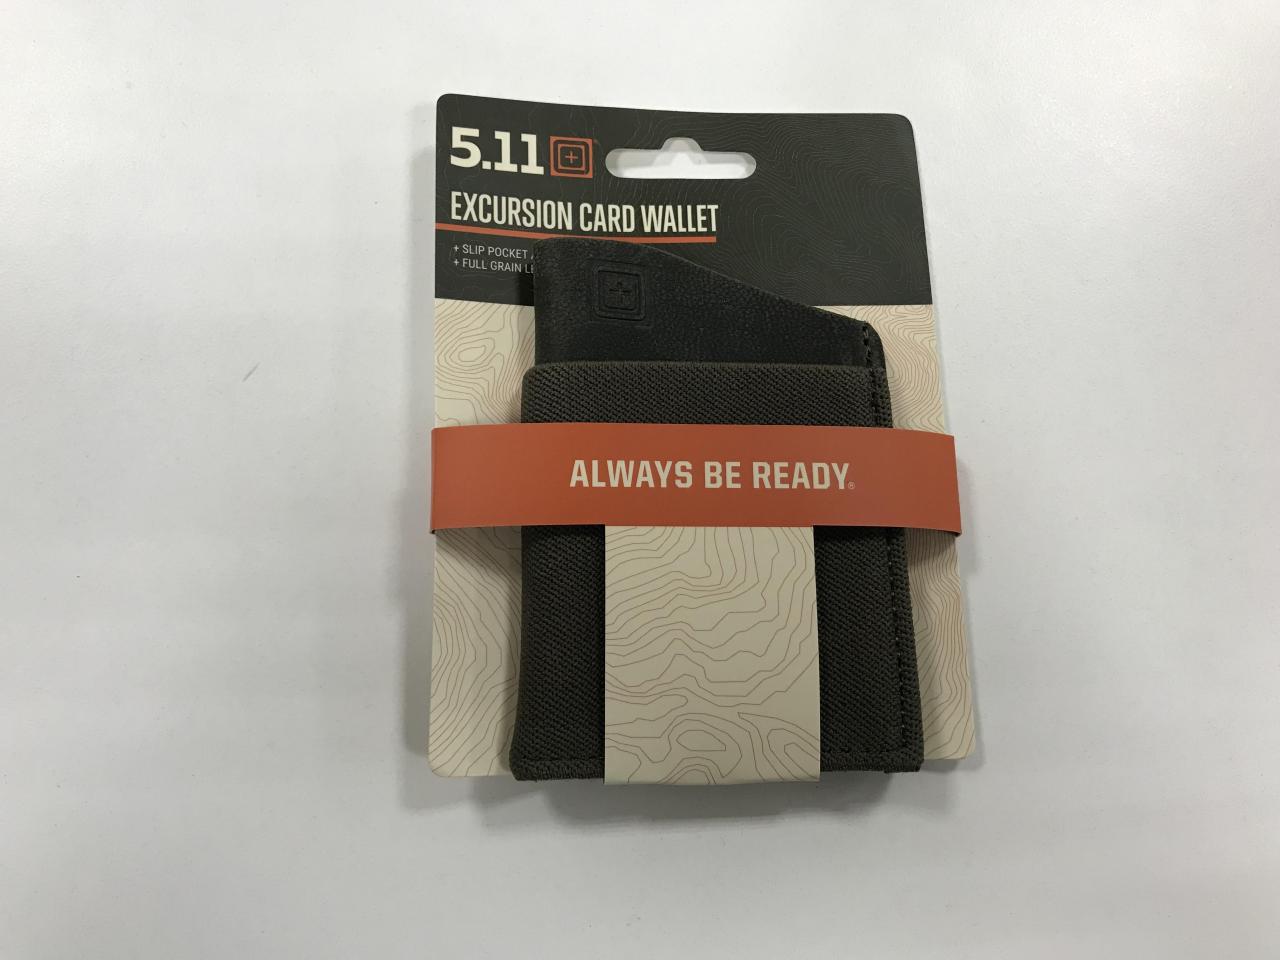 5.11
EXCURSION CARD WALLET
+ SLIP POCKET
+ FULL GRAIN
ALWAYS BE READY®